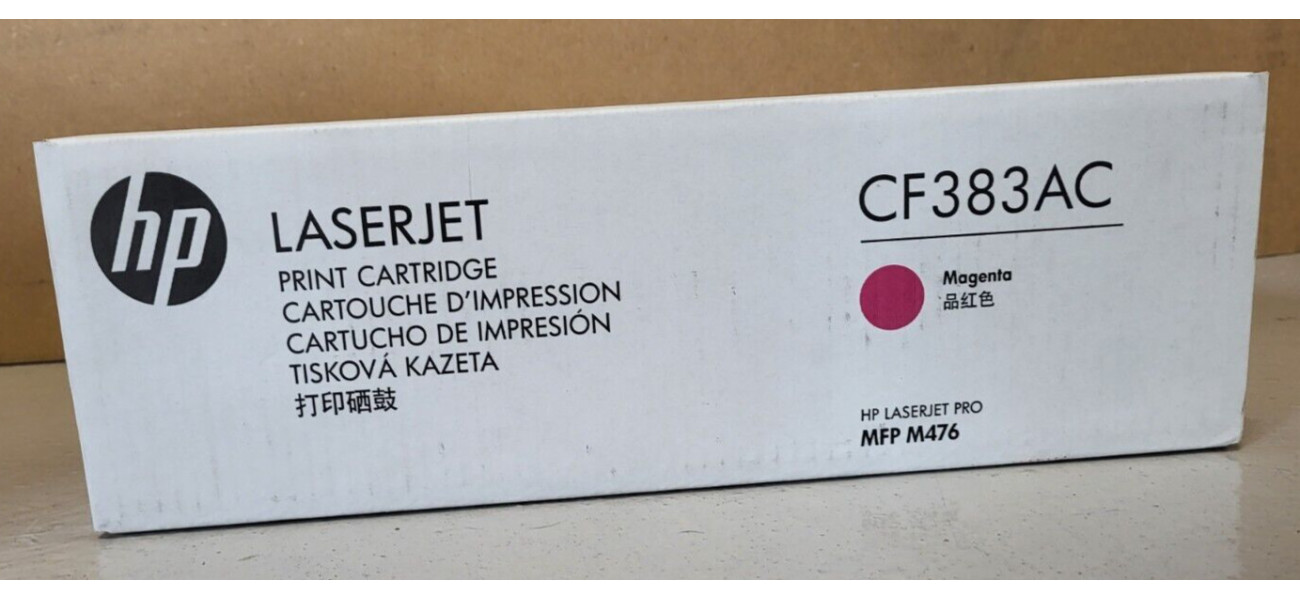 hp
LASERJET
PRINT CARTRIDGE
CARTOUCHE D'IMPRESSION
CARTUCHO DE IMPRESIÓN
TISKOVÁ KAZETA
打印硒鼓
CF383AC
Magenta
品红色
HP LASERJET PRO
MFP M476